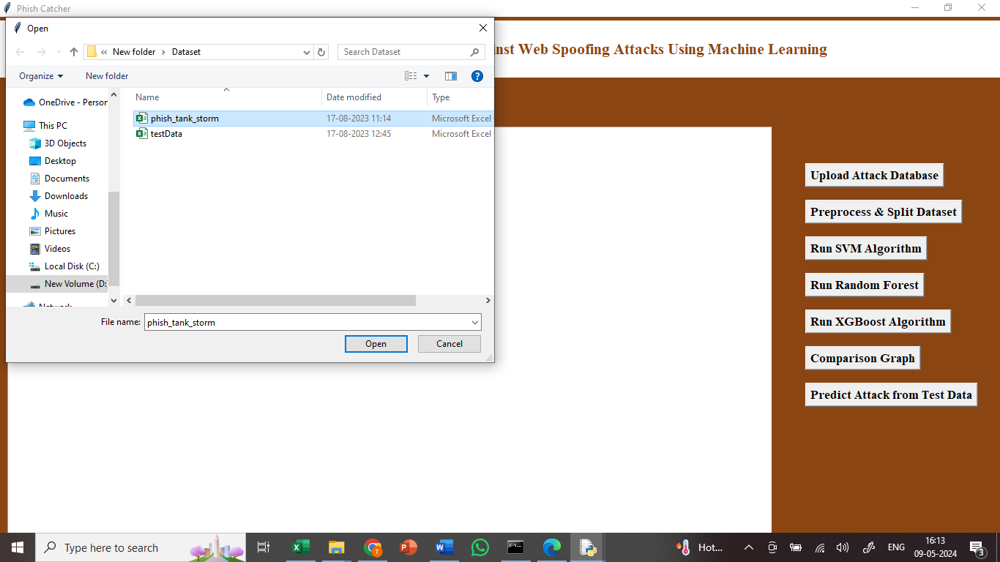 Phish Catcher
Open
« New folder › Dataset
Search Dataset
inst Web Spoofing Attacks Using Machine Learning
Organize
New folder
?
Name
Date modified
Type
OneDrive - Person
phish_tank_storm 17-08-2023 11:14 Microsoft Excel
testData 17-08-2023 12:45 Microsoft Excel
This PC
3D Objects
Desktop
Documents
Downloads
Music
Pictures
Videos
Local Disk (C:)
New Volume (D:
Network
File name: phish_tank_storm
Open
Cancel
Upload Attack Database
Preprocess & Split Dataset
Run SVM Algorithm
Run Random Forest
Run XGBoost Algorithm
Comparison Graph
Predict Attack from Test Data
Type here to search
Hot...
ENG
16:13
09-05-2024
3